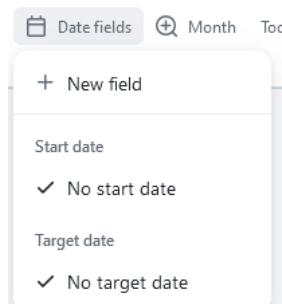 Date fields Month
New field
Start date
No start date
Target date
No target date